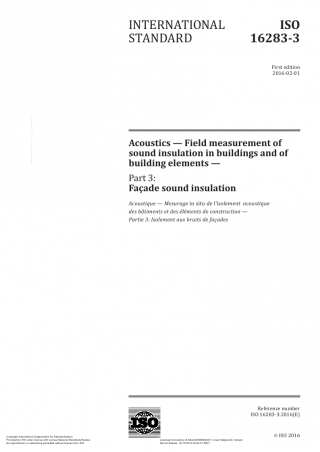 INTERNATIONAL
STANDARD
ISO
16283-3
First edition
2016-02-01
Acoustics — Field measurement of
sound insulation in buildings and of
building elements —
Part 3:
Façade sound insulation
Acoustique — Mesurage in situ de l'isolement acoustique
des bâtiments et des éléments de construction —
Partie 3: Isolement aux bruits de façades
Reference number
ISO 16283-3:2016(E)
ISO
© ISO 2016